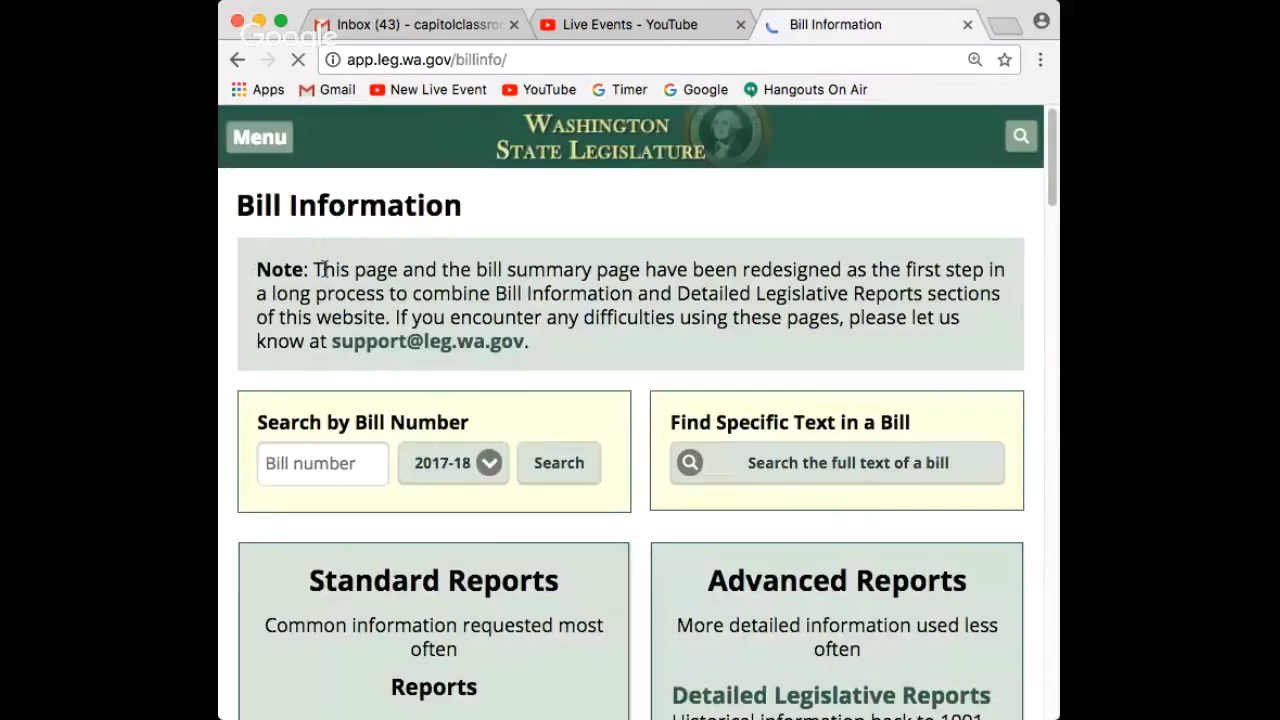 Inbox (43) - capitolclassro
Live Events - YouTube
Bill Information
Google
app.leg.wa.gov/billinfo/
Apps
Gmail
New Live Event
YouTube
Timer
Google
Hangouts On Air
Menu
WASHINGTON
STATE LEGISLATURE
Bill Information
Note: This page and the bill summary page have been redesigned as the first step in
a long process to combine Bill Information and Detailed Legislative Reports sections
of this website. If you encounter any difficulties using these pages, please let us
know at support@leg.wa.gov.
Search by Bill Number
Bill number
2017-18
Search
Find Specific Text in a Bill
Search the full text of a bill
Standard Reports
Common information requested most
often
Reports
Advanced Reports
More detailed information used less
often
Detailed Legislative Reports
Historical information back to 1991